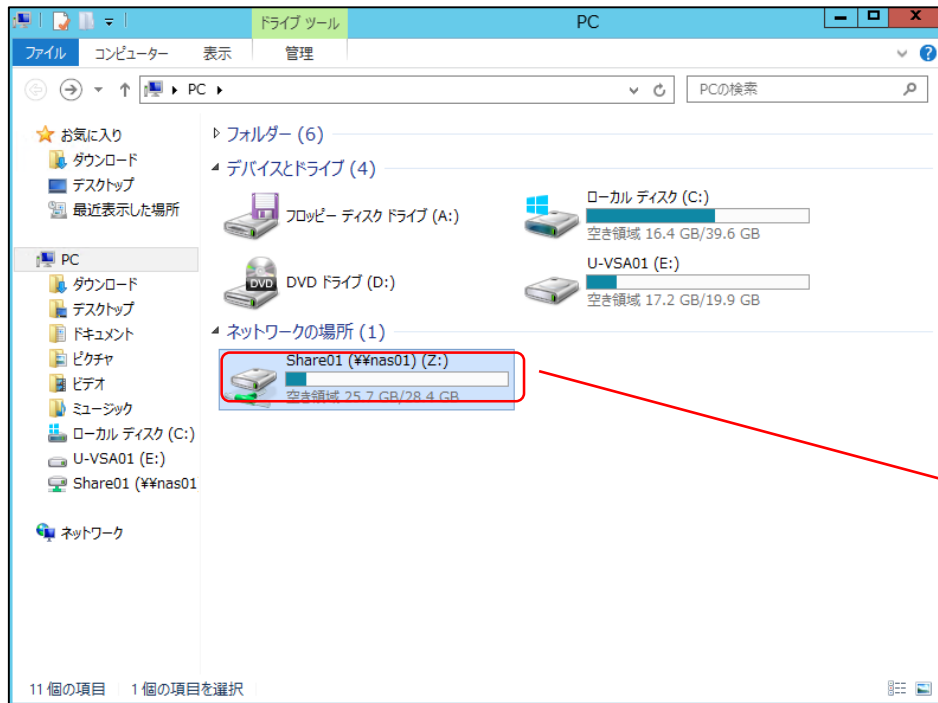 ドライブ ツール
PC
ファイル コンピューター 表示 管理
PC
PCの検索
お気に入り
ダウンロード
デスクトップ
最近表示した場所
PC
ダウンロード
デスクトップ
ドキュメント
ピクチャ
ビデオ
ミュージック
ローカル ディスク (C:)
U-VSA01 (E:)
Share01 (¥¥nas01
ネットワーク
フォルダー (6)
デバイスとドライブ (4)
フロッピー ディスク ドライブ (A:)
ローカル ディスク (C:)
空き領域 16.4 GB/39.6 GB
DVD
DVD ドライブ (D:)
U-VSA01 (E:)
空き領域 17.2 GB/19.9 GB
ネットワークの場所 (1)
Share01 (¥¥nas01) (Z:)
空き領域 25.7 GB/28.4 GB
11 個の項目 1 個の項目を選択